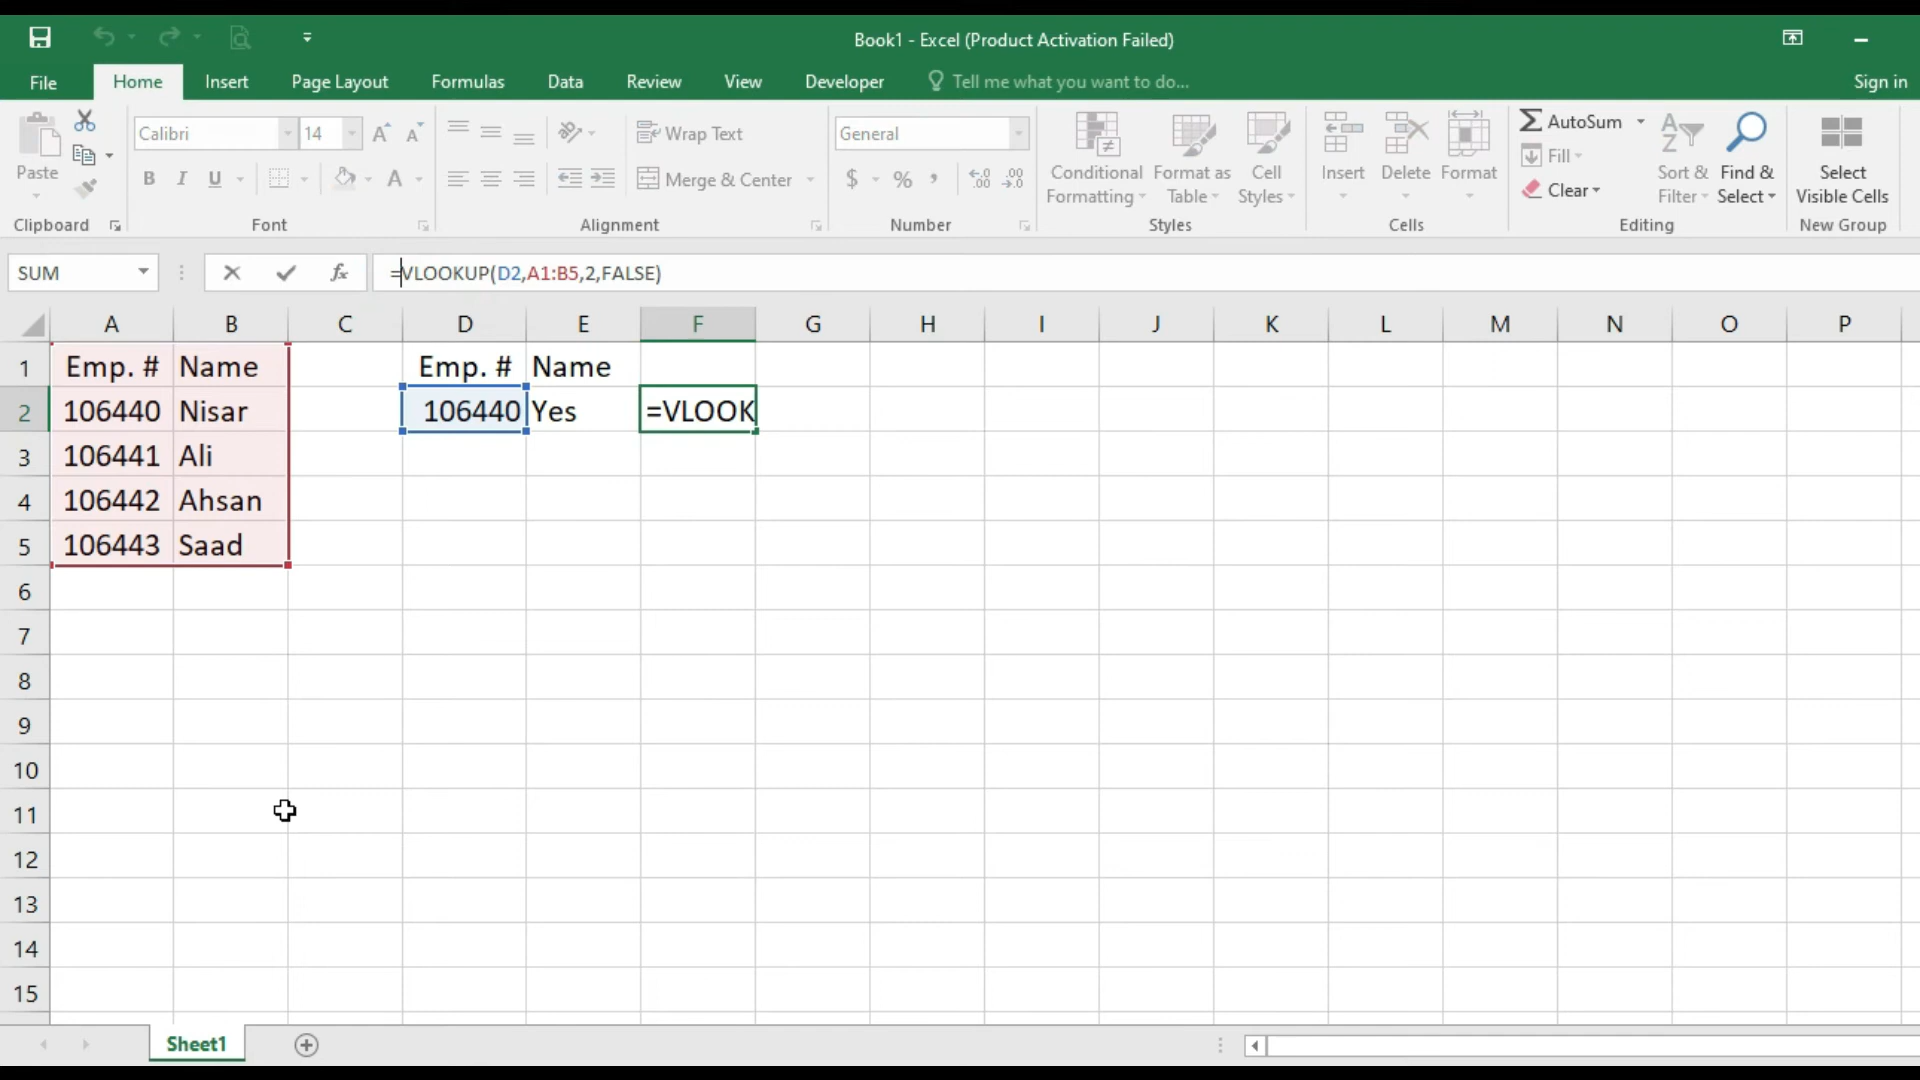 Book1 - Excel (Product Activation Failed)
File Home Insert Page Layout Formulas Data Review View Developer Tell me what you want to do... Sign in
Paste
Clipboard
Calibri 14
B I U A
Font
Wrap Text
Merge & Center
Alignment
General
$ % ,
Number
Conditional Formatting
Format as Table
Cell Styles
Styles
Insert Delete Format
Cells
AutoSum
Fill
Clear
Sort & Filter
Find & Select
Editing
Select Visible Cells
New Group
SUM fx =VLOOKUP(D2,A1:B5,2,FALSE)
A B C D E F G H I J K L M N O P
1 Emp. # Name Emp. # Name
2 106440 Nisar 106440 Yes =VLOOK
3 106441 Ali
4 106442 Ahsan
5 106443 Saad
6
7
8
9
10
11
12
13
14
15
Sheet1